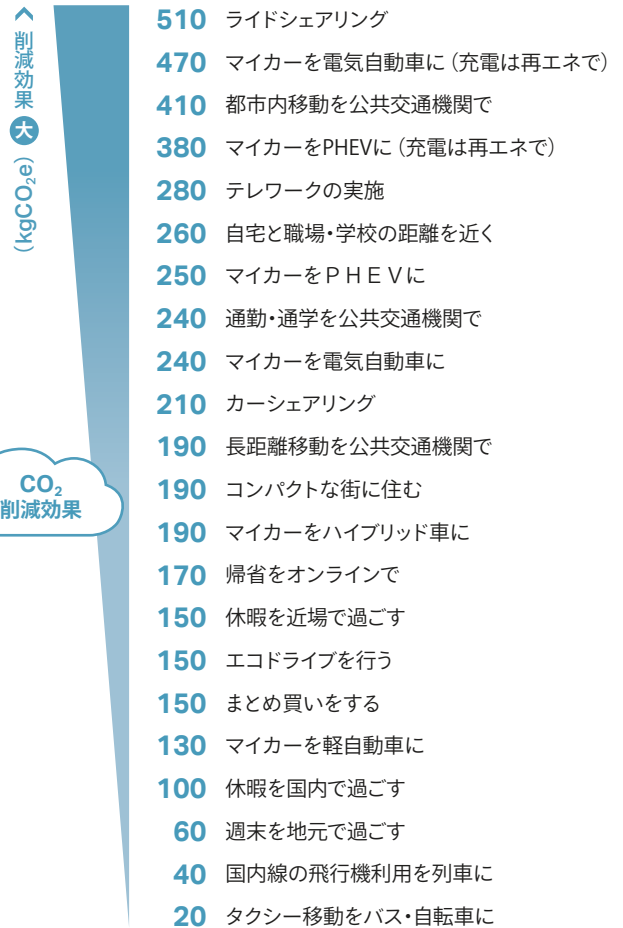 削減効果 大 (kgCO₂e)
CO₂
削減効果
510 ライドシェアリング
470 マイカーを電気自動車に（充電は再エネで）
410 都市内移動を公共交通機関で
380 マイカーをPHEVに（充電は再エネで）
280 テレワークの実施
260 自宅と職場・学校の距離を近く
250 マイカーをＰＨＥＶに
240 通勤・通学を公共交通機関で
240 マイカーを電気自動車に
210 カーシェアリング
190 長距離移動を公共交通機関で
190 コンパクトな街に住む
190 マイカーをハイブリッド車に
170 帰省をオンラインで
150 休暇を近場で過ごす
150 エコドライブを行う
150 まとめ買いをする
130 マイカーを軽自動車に
100 休暇を国内で過ごす
60 週末を地元で過ごす
40 国内線の飛行機利用を列車に
20 タクシー移動をバス・自転車に